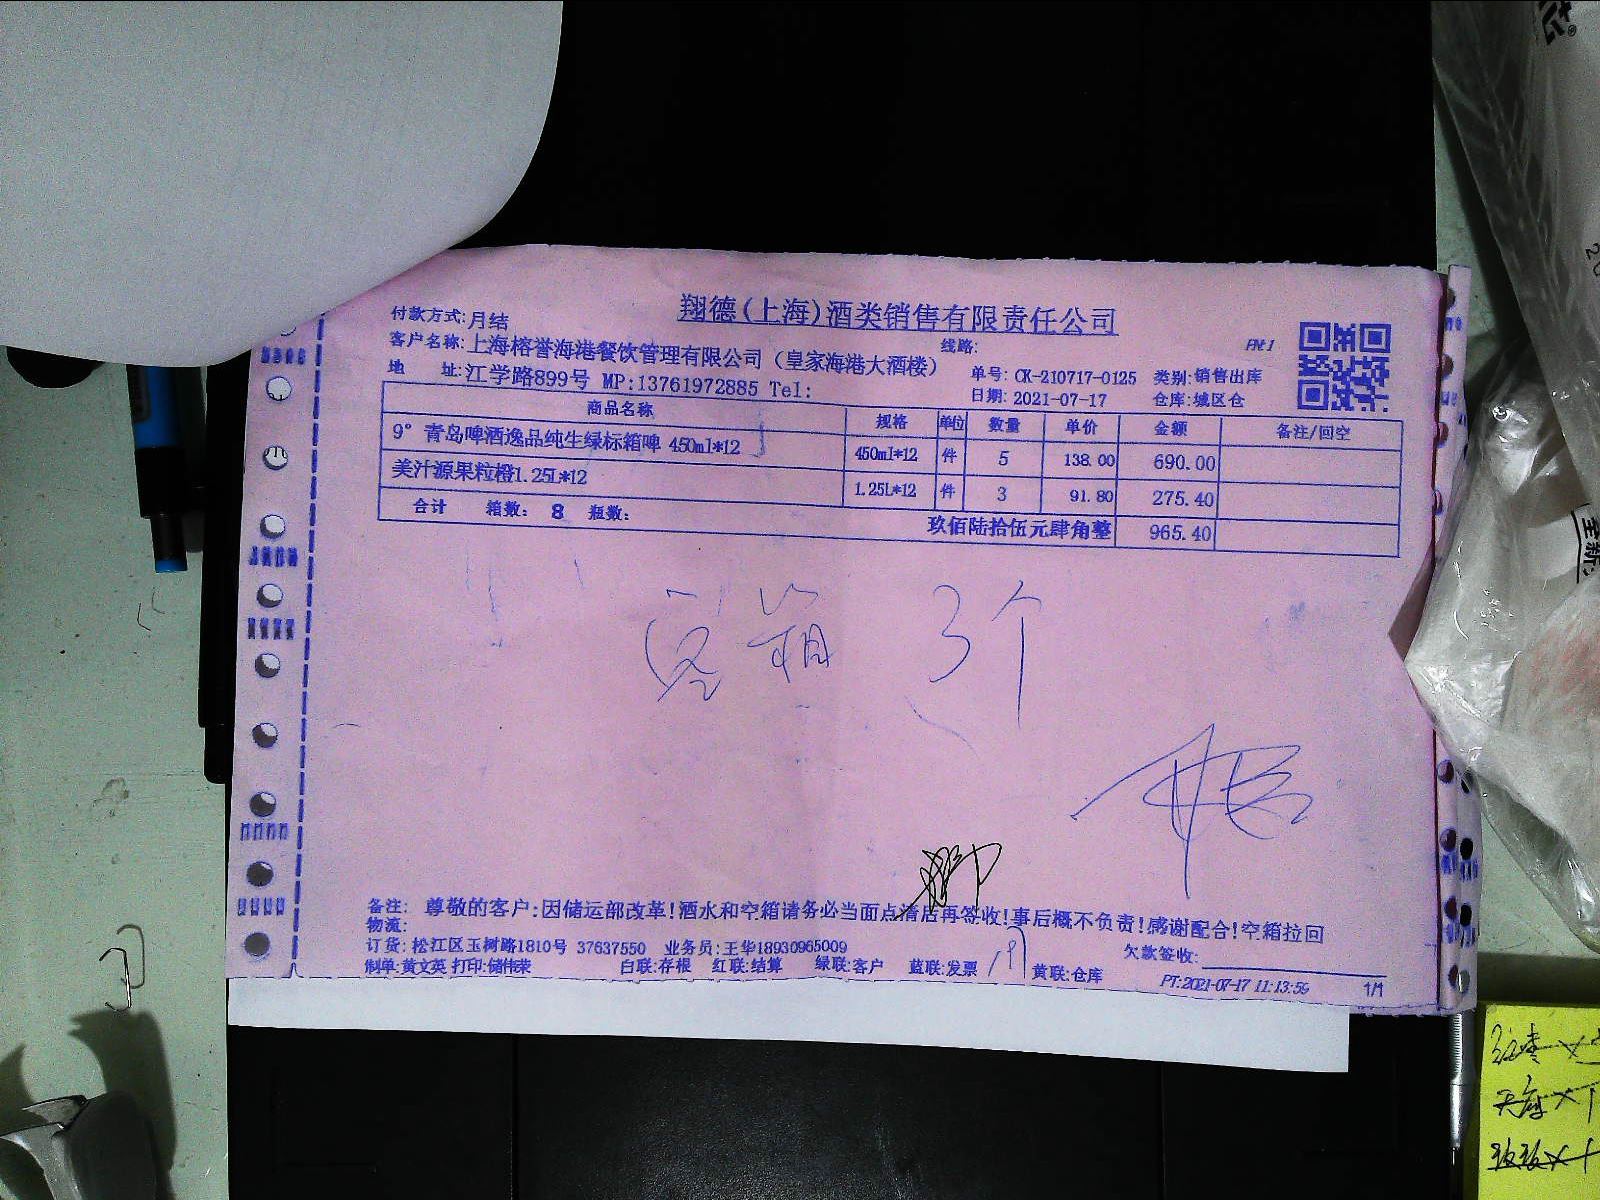 翔德(上海)酒类销售有限责任公司
付款方式:月结
客户名称:上海榕誉海港餐饮管理有限公司（皇家海港大酒楼）
线路:
地 址:江学路899号 MP:13761972885 Tel:
单号: CK-210717-0125 类别:销售出库
日期: 2021-07-17 仓库:城区仓
商品名称 规格 单位 数量 单价 金额 备注/回空
9°青岛啤酒逸品纯生绿标箱啤 450ml*12 450ml*12 件 5 138.00 690.00
美汁源果粒橙1.25L*12 1.25L*12 件 3 91.80 275.40
合计 箱数: 8 瓶数: 玖佰陆拾伍元肆角整 965.40
空箱 3个
备注: 尊敬的客户:因储运部改革!酒水和空箱请务必当面点清后再签收!事后概不负责!感谢配合!空箱拉回
物流:
订货: 松江区玉树路1810号 37637550 业务员:王华18930965009
欠款签收:
制单:黄文英 打印:储伟荣 白联:存根 红联:结算 绿联:客户 蓝联:发票 黄联:仓库
PT:2021-07-17 11:13:59 1/1